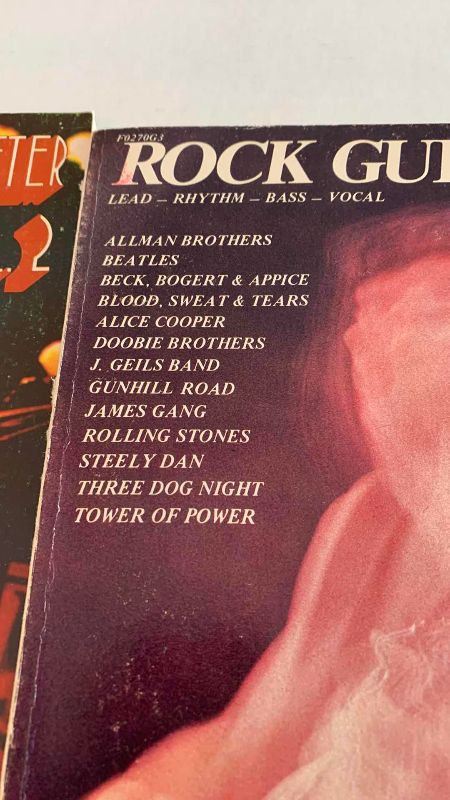 ETER
2
F0270G3
ROCK GUI
LEAD – RHYTHM – BASS – VOCAL
ALLMAN BROTHERS
BEATLES
BECK, BOGERT & APPICE
BLOOD, SWEAT & TEARS
ALICE COOPER
DOOBIE BROTHERS
J. GEILS BAND
GUNHILL ROAD
JAMES GANG
ROLLING STONES
STEELY DAN
THREE DOG NIGHT
TOWER OF POWER